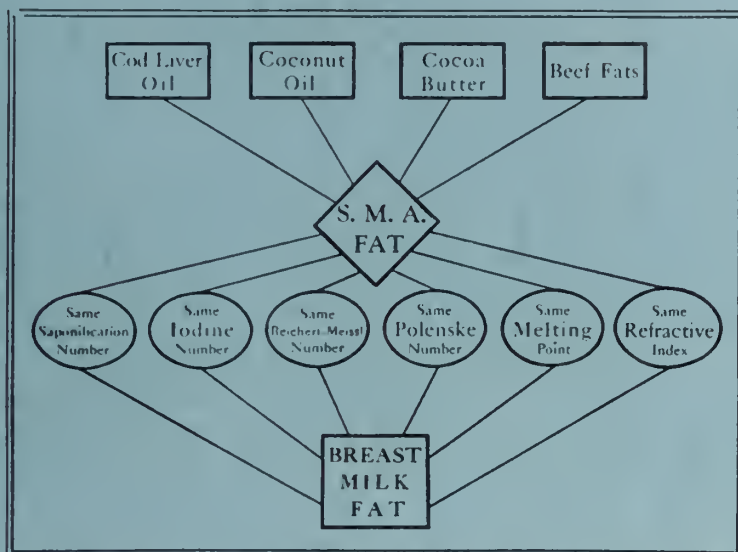 Cod Liver
Oil
Coconut
Oil
Cocoa
Butter
Beef Fats
S. M. A.
FAT
Same
Saponification
Number
Same
Iodine
Number
Same
Reichert-Meissl
Number
Same
Polenske
Number
Same
Melting
Point
Same
Refractive
Index
BREAST
MILK
FAT